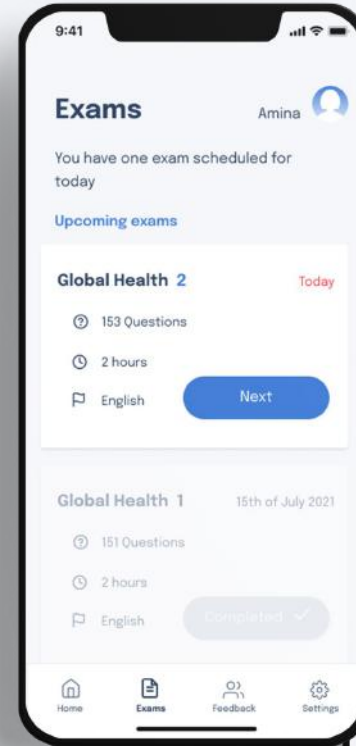 9:41
Exams
Amina
You have one exam scheduled for
today
Upcoming exams
Global Health 2
Today
153 Questions
2 hours
English
Next
Global Health 1
15th of July 2021
151 Questions
2 hours
English
Completed
Home
Exams
Feedback
Settings